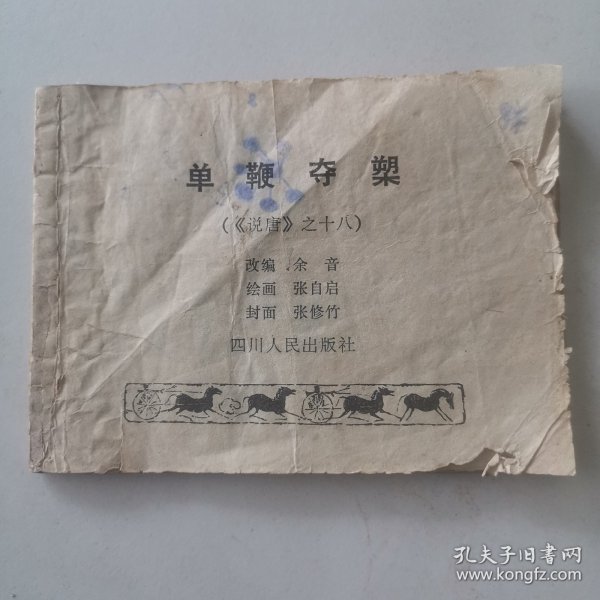 单鞭夺槊
(《说唐》之十八)
改编 余音
绘画 张自启
封面 张修竹
四川人民出版社
孔夫子旧书网
www.kongfz.com